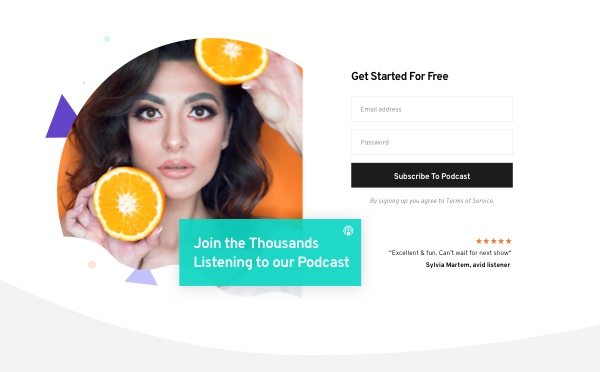 Get Started For Free
Email address
Password
Subscribe To Podcast
By signing up you agree to Terms of Service.
Join the Thousands
Listening to our Podcast
★★★★★
“Excellent & fun. Can't wait for next show”
Sylvia Martem, avid listener